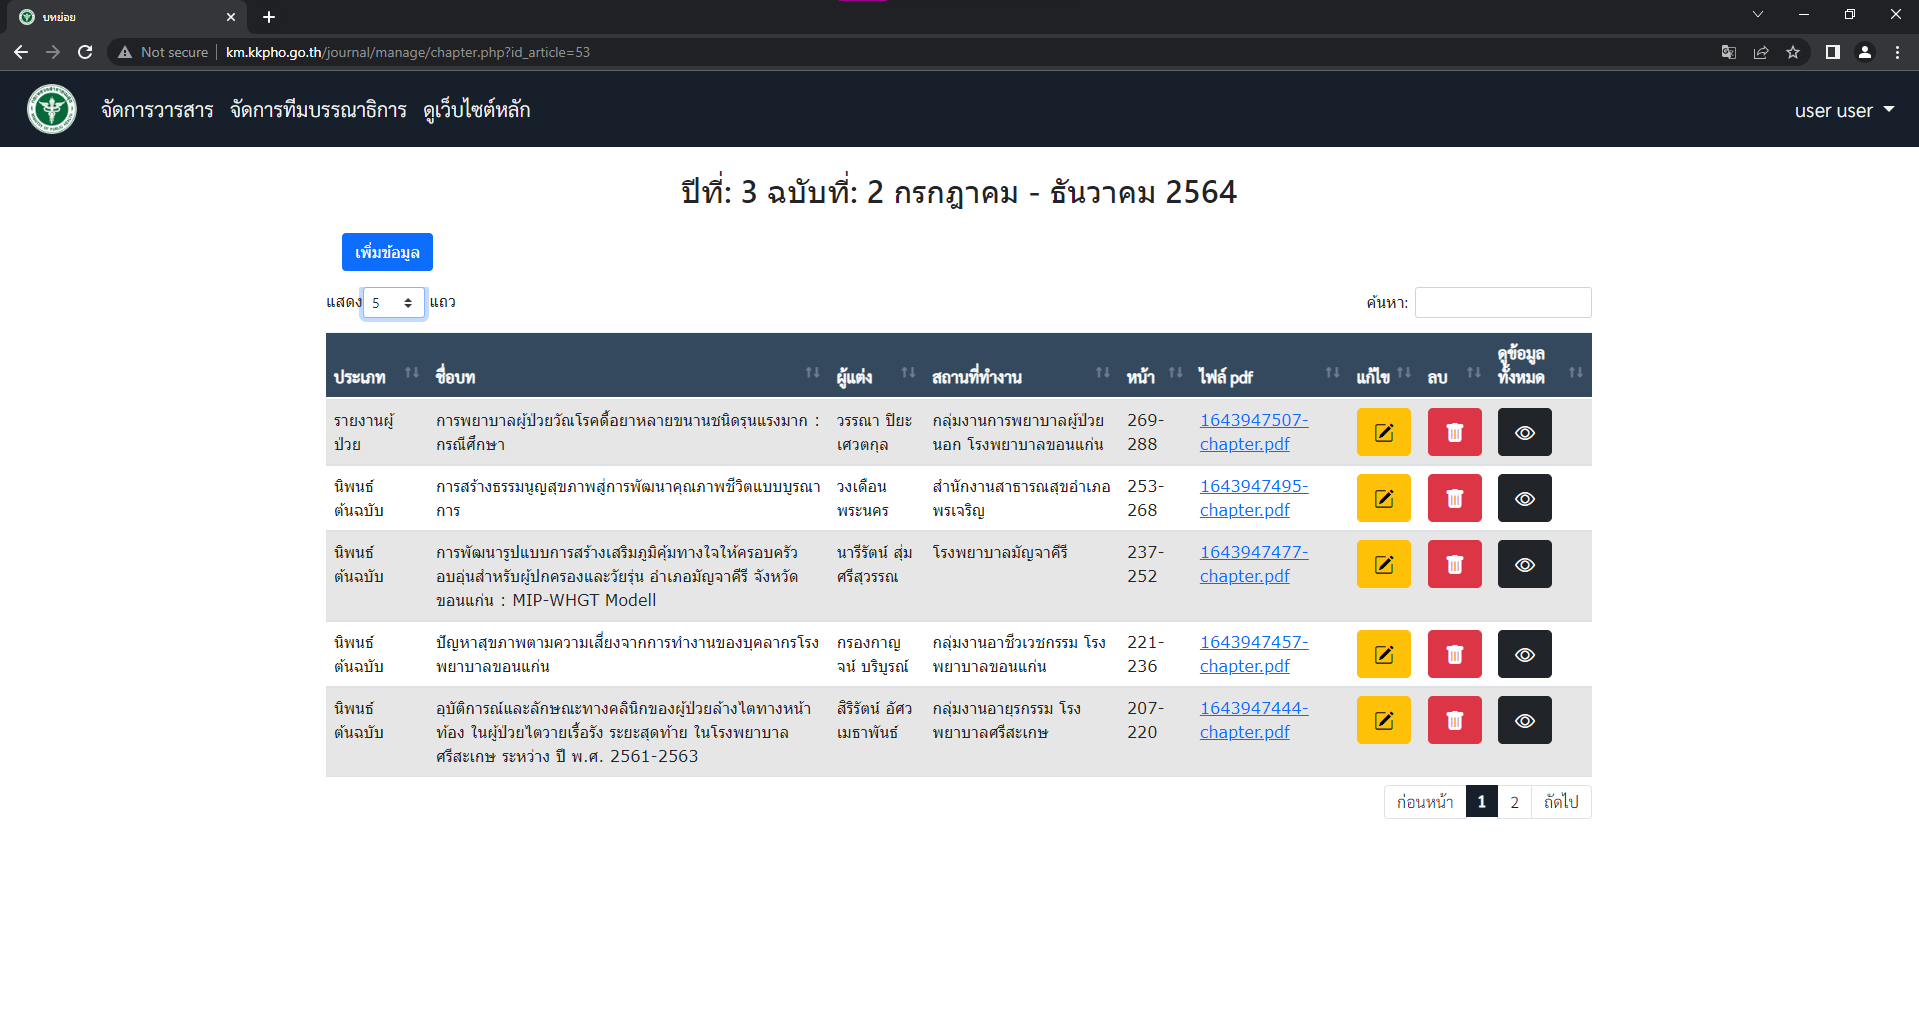 บทย่อย
Not secure km.kkpho.go.th/journal/manage/chapter.php?id_article=53
จัดการวารสาร จัดการทีมบรรณาธิการ ดูเว็บไซต์หลัก user user
ปีที่: 3 ฉบับที่: 2 กรกฎาคม - ธันวาคม 2564
เพิ่มข้อมูล
แสดง 5 แถว ค้นหา:
ประเภท ชื่อบท ผู้แต่ง สถานที่ทำงาน หน้า ไฟล์ pdf แก้ไข ลบ ดูข้อมูล
ทั้งหมด
รายงานผู้ การพยาบาลผู้ป่วยวัณโรคดื้อยาหลายขนานชนิดรุนแรงมาก : วรรณา ปิยะ กลุ่มงานการพยาบาลผู้ป่วย 269- 1643947507-
ป่วย กรณีศึกษา เศวตกุล นอก โรงพยาบาลขอนแก่น 288 chapter.pdf
นิพนธ์ การสร้างธรรมนูญสุขภาพสู่การพัฒนาคุณภาพชีวิตแบบบูรณา วงเดือน สำนักงานสาธารณสุขอำเภอ 253- 1643947495-
ต้นฉบับ การ พระนคร พรเจริญ 268 chapter.pdf
นิพนธ์ การพัฒนารูปแบบการสร้างเสริมภูมิคุ้มทางใจให้ครอบครัว นารีรัตน์ สุ่ม โรงพยาบาลมัญจาคีรี 237- 1643947477-
ต้นฉบับ อบอุ่นสำหรับผู้ปกครองและวัยรุ่น อำเภอมัญจาคีรี จังหวัด ศรีสุวรรณ 252 chapter.pdf
ขอนแก่น : MIP-WHGT Modell
นิพนธ์ ปัญหาสุขภาพตามความเสี่ยงจากการทำงานของบุคลากรโรง กรองกาญ กลุ่มงานอาชีวเวชกรรม โรง 221- 1643947457-
ต้นฉบับ พยาบาลขอนแก่น จน์ บริบูรณ์ พยาบาลขอนแก่น 236 chapter.pdf
นิพนธ์ อุบัติการณ์และลักษณะทางคลินิกของผู้ป่วยล้างไตทางหน้า สิริรัตน์ อัศว กลุ่มงานอายุรกรรม โรง 207- 1643947444-
ต้นฉบับ ท้อง ในผู้ป่วยไตวายเรื้อรัง ระยะสุดท้าย ในโรงพยาบาล เมธาพันธ์ พยาบาลศรีสะเกษ 220 chapter.pdf
ศรีสะเกษ ระหว่าง ปี พ.ศ. 2561-2563
ก่อนหน้า 1 2 ถัดไป